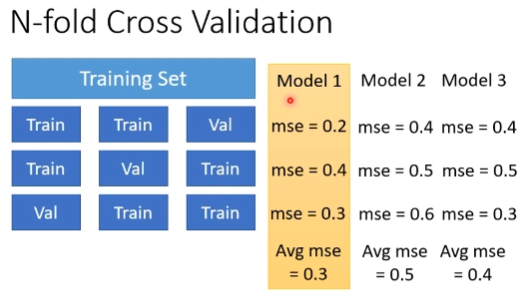 N-fold Cross Validation
Training Set Model 1 Model 2 Model 3
Train Train Val mse = 0.2 mse = 0.4 mse = 0.4
Train Val Train mse = 0.4 mse = 0.5 mse = 0.5
Val Train Train mse = 0.3 mse = 0.6 mse = 0.3
Avg mse Avg mse Avg mse
= 0.3 = 0.5 = 0.4